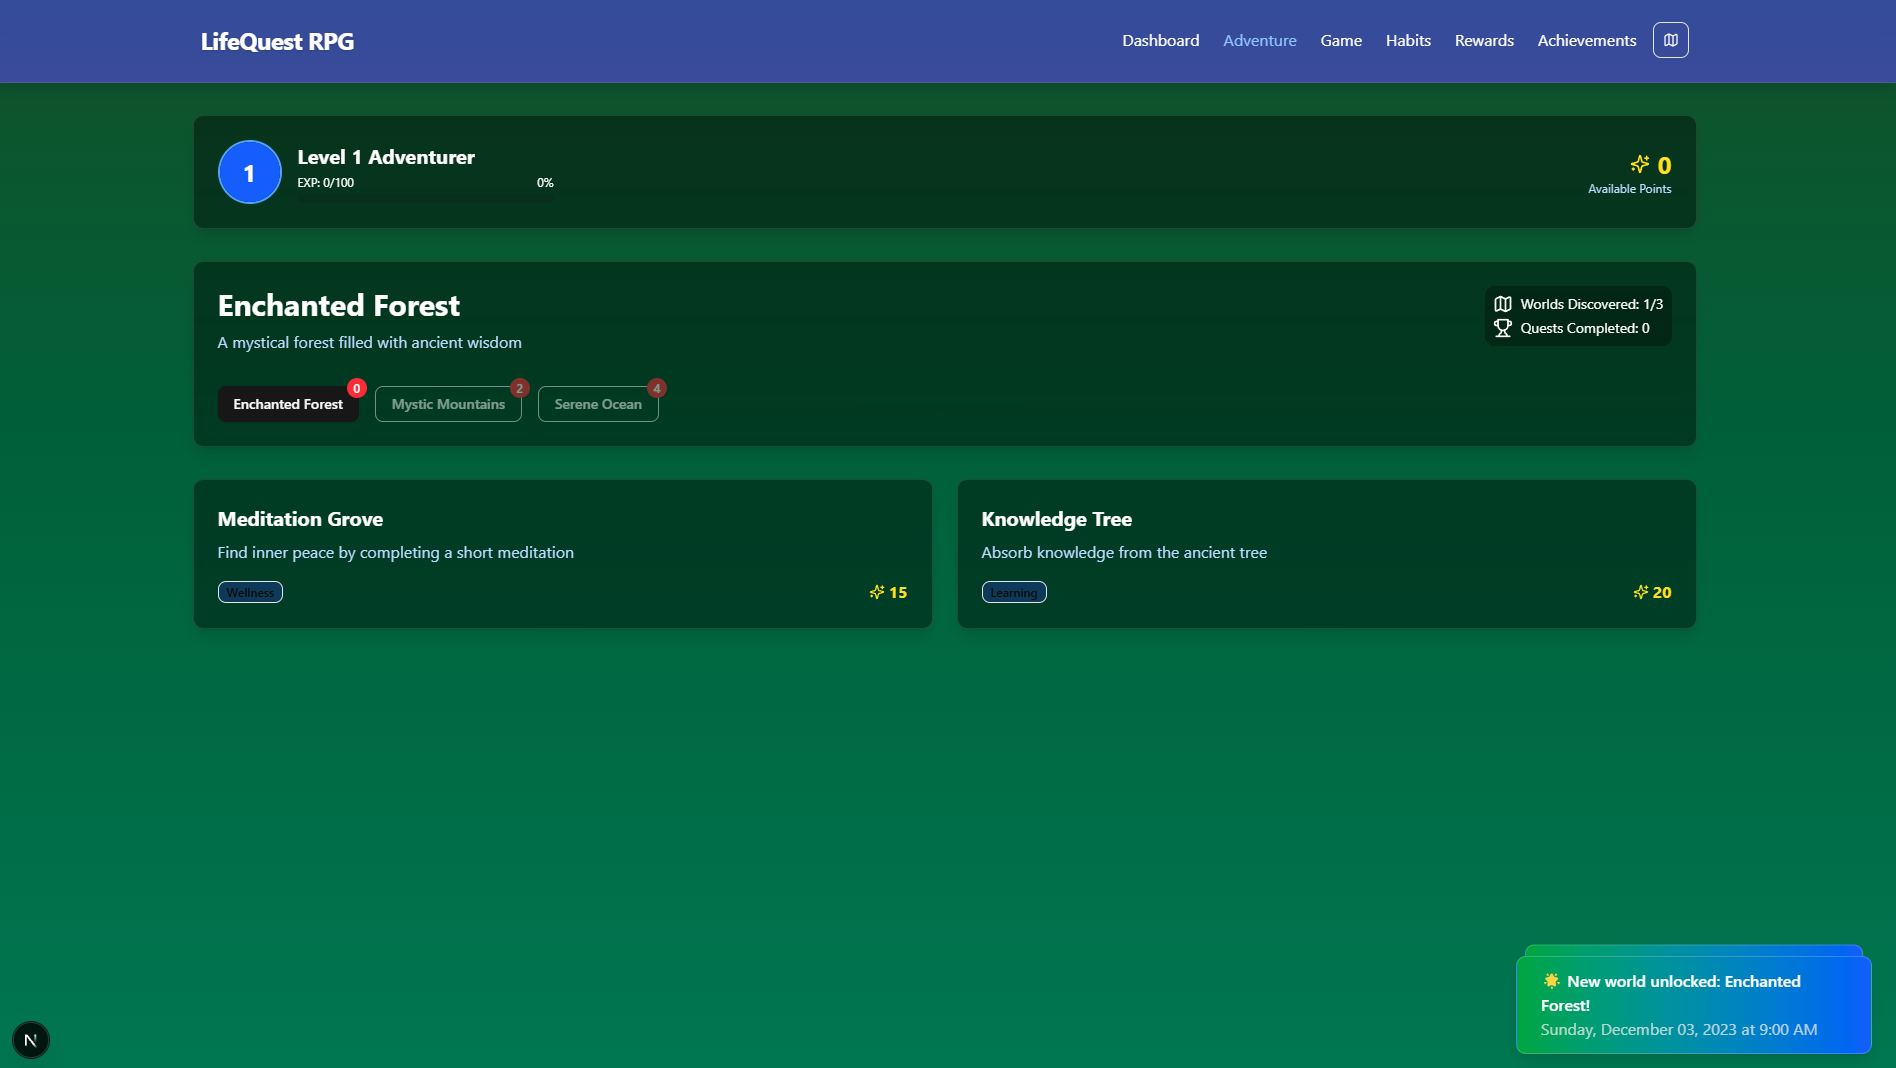 LifeQuest RPG
Dashboard
Adventure
Game
Habits
Rewards
Achievements
1
Level 1 Adventurer
EXP: 0/100
0%
0
Available Points
Enchanted Forest
A mystical forest filled with ancient wisdom
Worlds Discovered: 1/3
Quests Completed: 0
Enchanted Forest
0
Mystic Mountains
2
Serene Ocean
4
Meditation Grove
Find inner peace by completing a short meditation
Wellness
15
Knowledge Tree
Absorb knowledge from the ancient tree
Learning
20
New world unlocked: Enchanted
Forest!
Sunday, December 03, 2023 at 9:00 AM
N